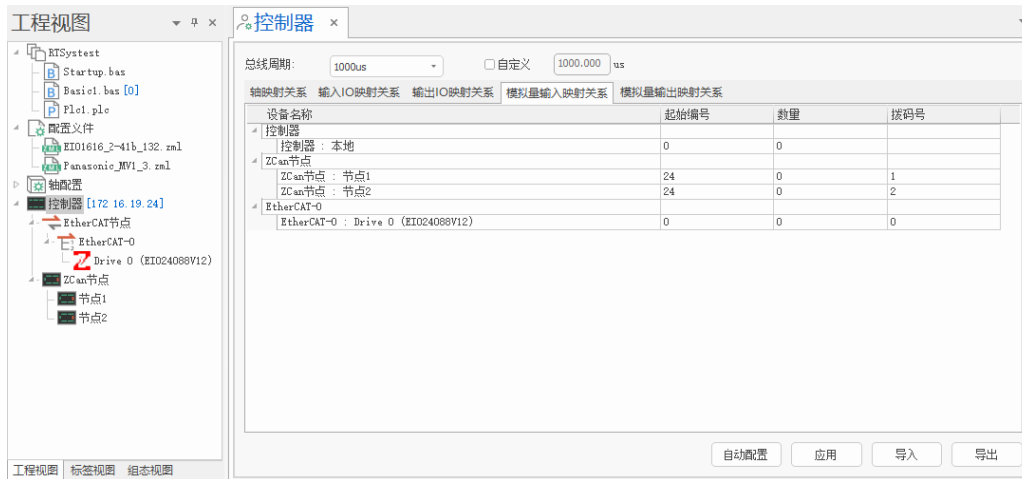 工程视图
RTSystest
Startup.bas
Basic1.bas [0]
Plc1.plc
配置文件
EIO1616_2-41b_132.zml
Panasonic_MV1_3.zml
轴配置
控制器 [172 16.19.24]
EtherCAT节点
EtherCAT-0
Drive 0 (EIO24088V12)
ZCan节点
节点1
节点2
工程视图 标签视图 组态视图
控制器 ×
总线周期: 1000us 自定义 1000.000 us
轴映射关系 输入IO映射关系 输出IO映射关系 模拟量输入映射关系 模拟量输出映射关系
设备名称 起始编号 数量 拨码号
控制器
控制器 : 本地 0 0
ZCan节点
ZCan节点 : 节点1 24 0 1
ZCan节点 : 节点2 24 0 2
EtherCAT-0
EtherCAT-0 : Drive 0 (EIO24088V12) 0 0 0
自动配置 应用 导入 导出